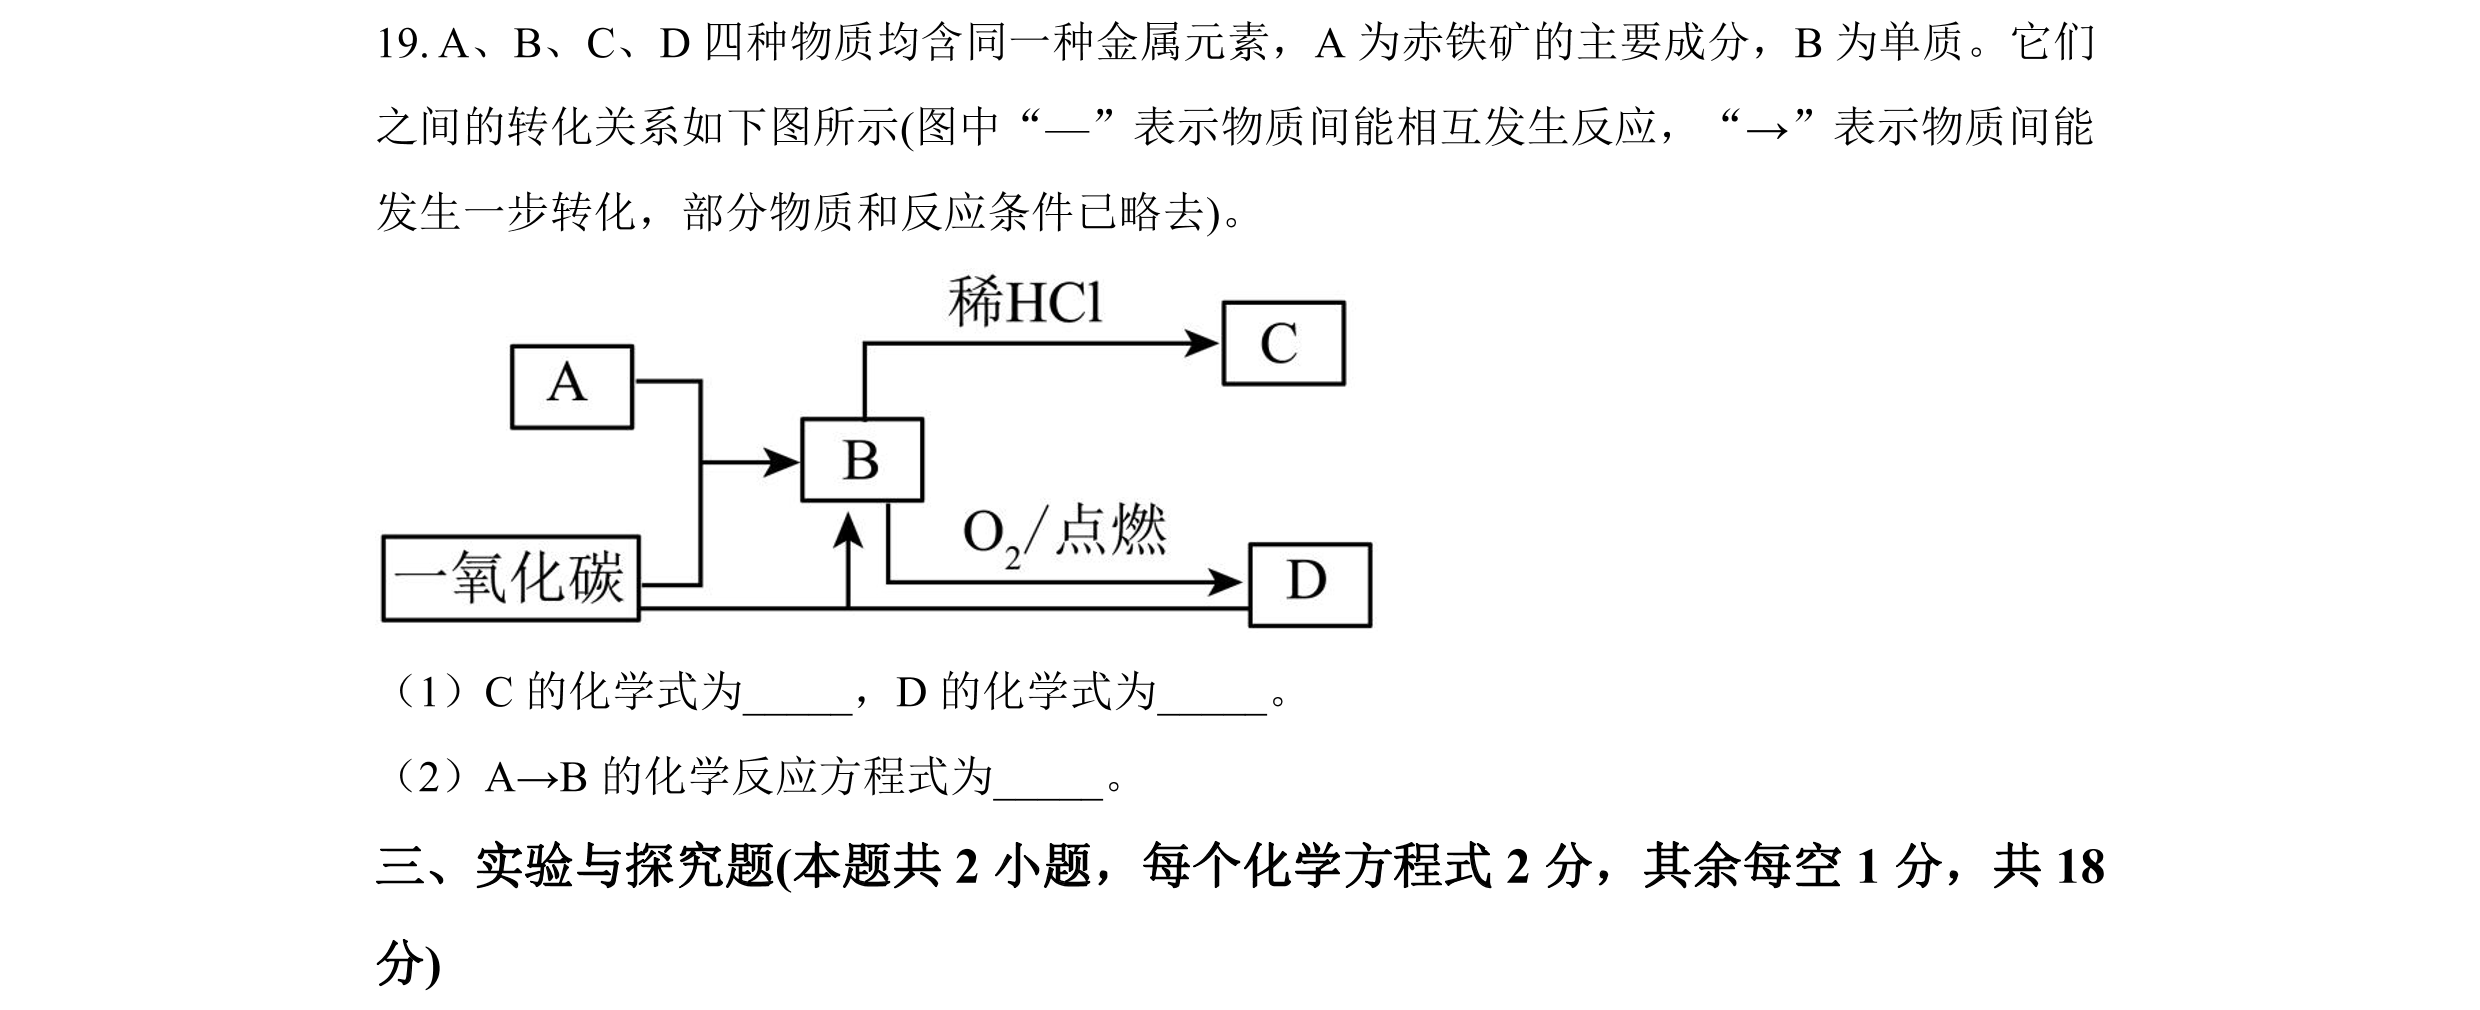 19. A、B、C、D 四种物质均含同一种金属元素，A 为赤铁矿的主要成分，B 为单质。它们
之间的转化关系如下图所示(图中“—”表示物质间能相互发生反应，“→”表示物质间能
发生一步转化，部分物质和反应条件已略去)。
稀HCl
C
A
B
O₂/点燃
一氧化碳
D
（1）C 的化学式为_____，D 的化学式为_____。
（2）A→B 的化学反应方程式为_____。
三、实验与探究题(本题共 2 小题，每个化学方程式 2 分，其余每空 1 分，共 18
分)